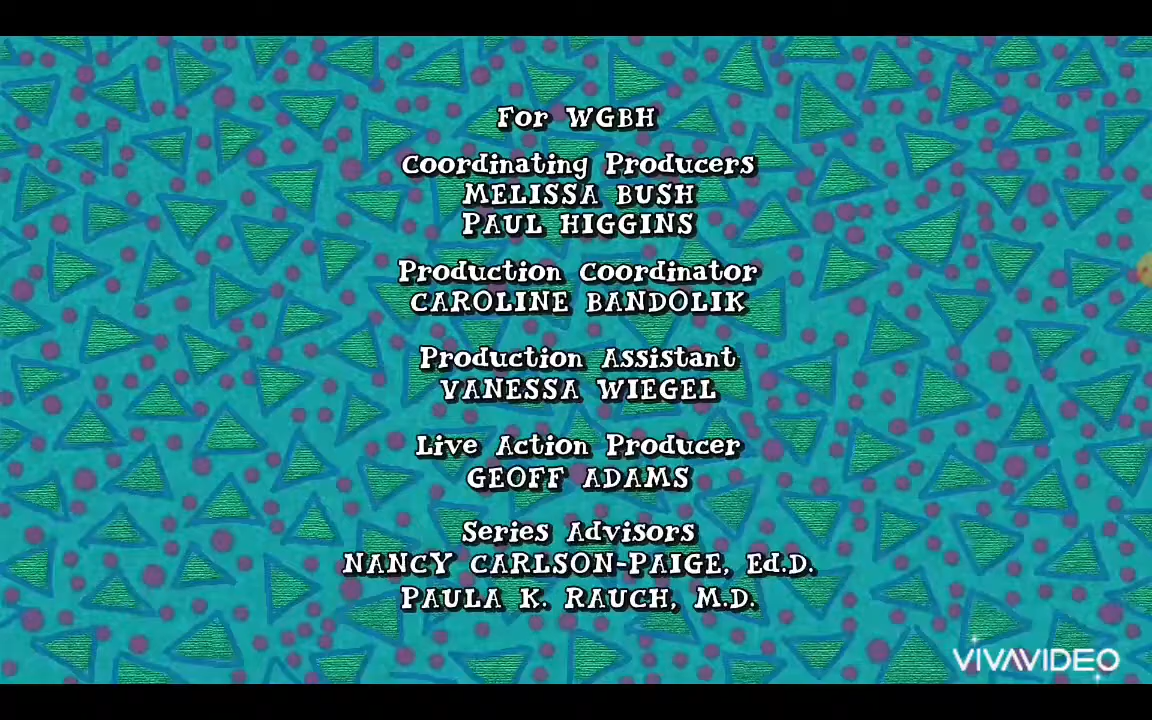 For WGBH
Coordinating Producers
MELISSA BUSH
PAUL HIGGINS
Production Coordinator
CAROLINE BANDOLIK
Production Assistant
VANESSA WIEGEL
Live Action Producer
GEOFF ADAMS
Series Advisors
NANCY CARLSON-PAIGE, Ed.D.
PAULA K. RAUCH, M.D.
VIVAVIDEO